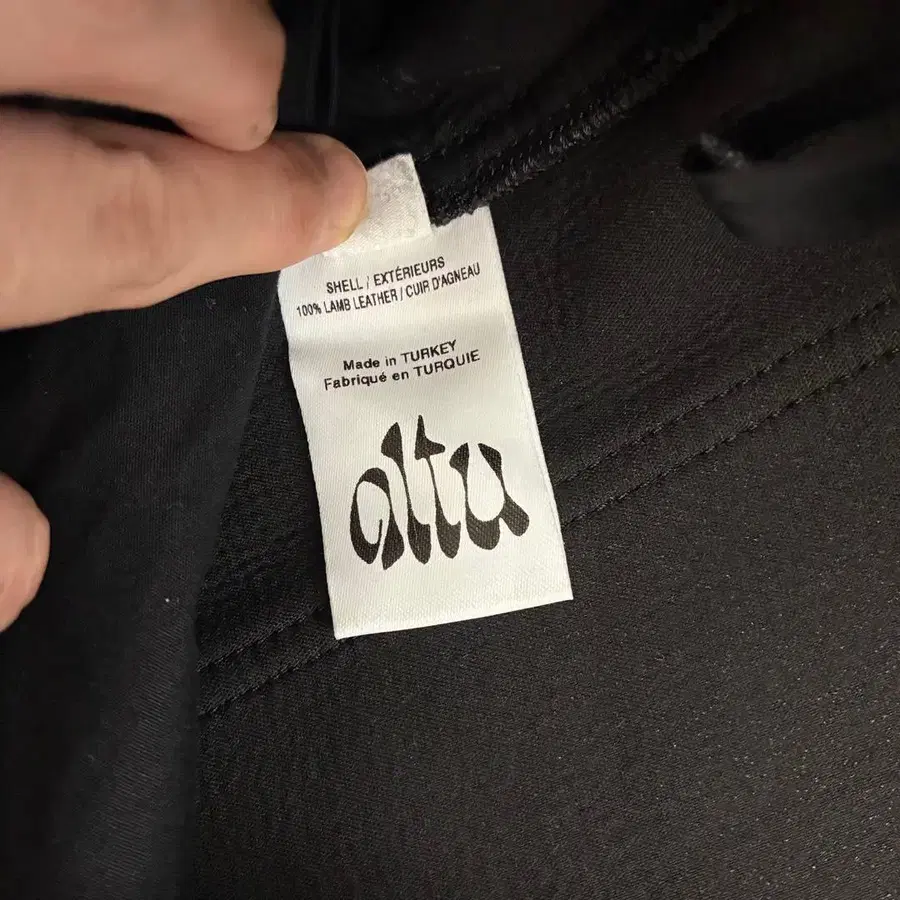 SHELL / EXTÉRIEURS
100% LAMB LEATHER / CUIR D'AGNEAU
Made in TURKEY
Fabriqué en TURQUIE
altu